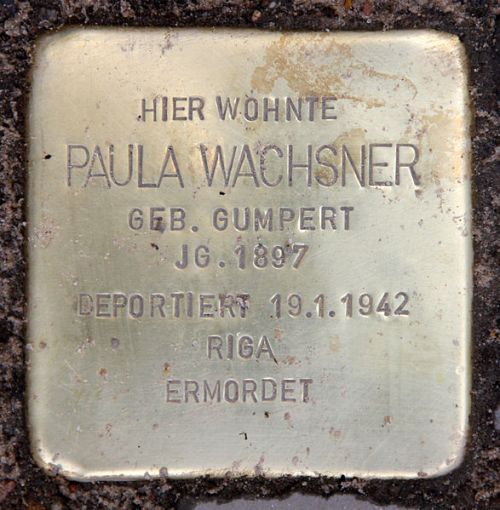 HIER WOHNTE
PAULA WACHSNER
GEB. GUMPERT
JG. 1897
DEPORTIERT 19.1.1942
RIGA
ERMORDET